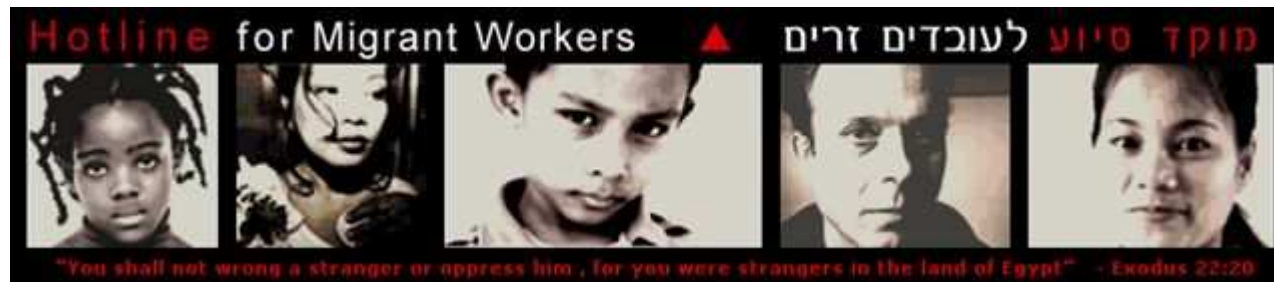 Hotline for Migrant Workers
מוקד סיוע לעובדים זרים
"You shall not wrong a stranger or oppress him , for you were strangers in the land of Egypt" - Exodus 22:20